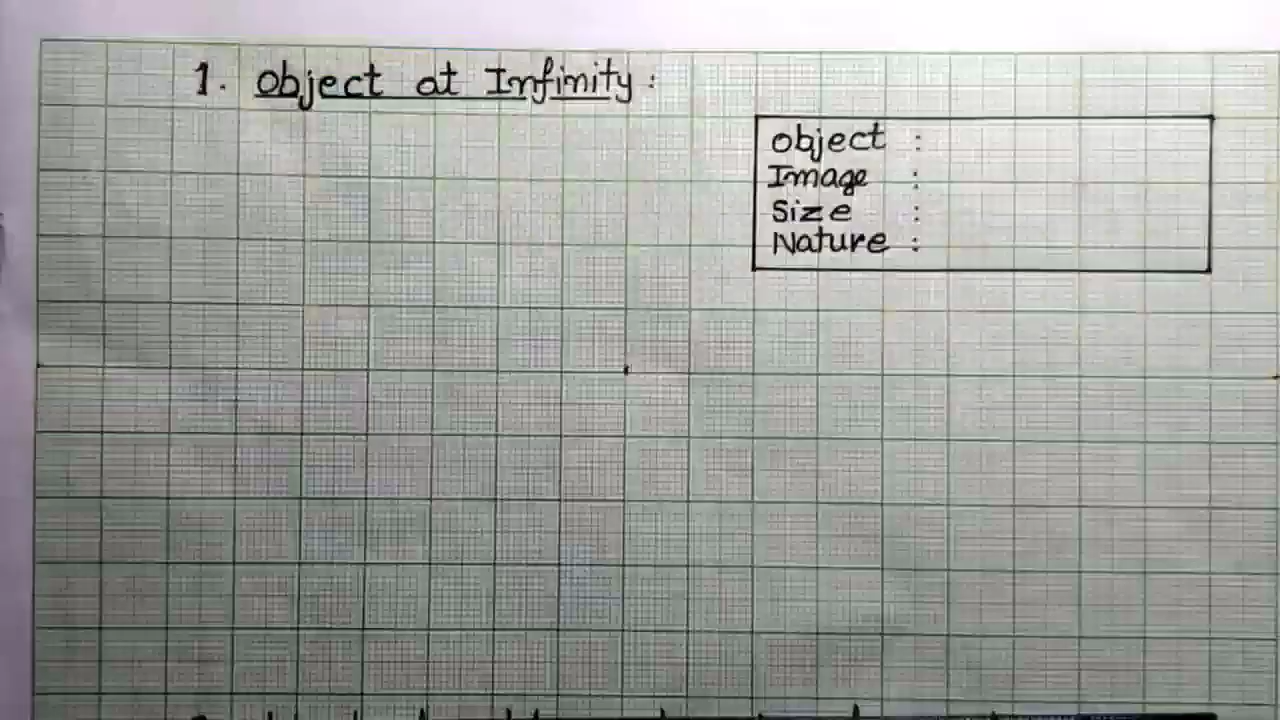 1. object at Infinity :
object :
Image :
Size :
Nature :